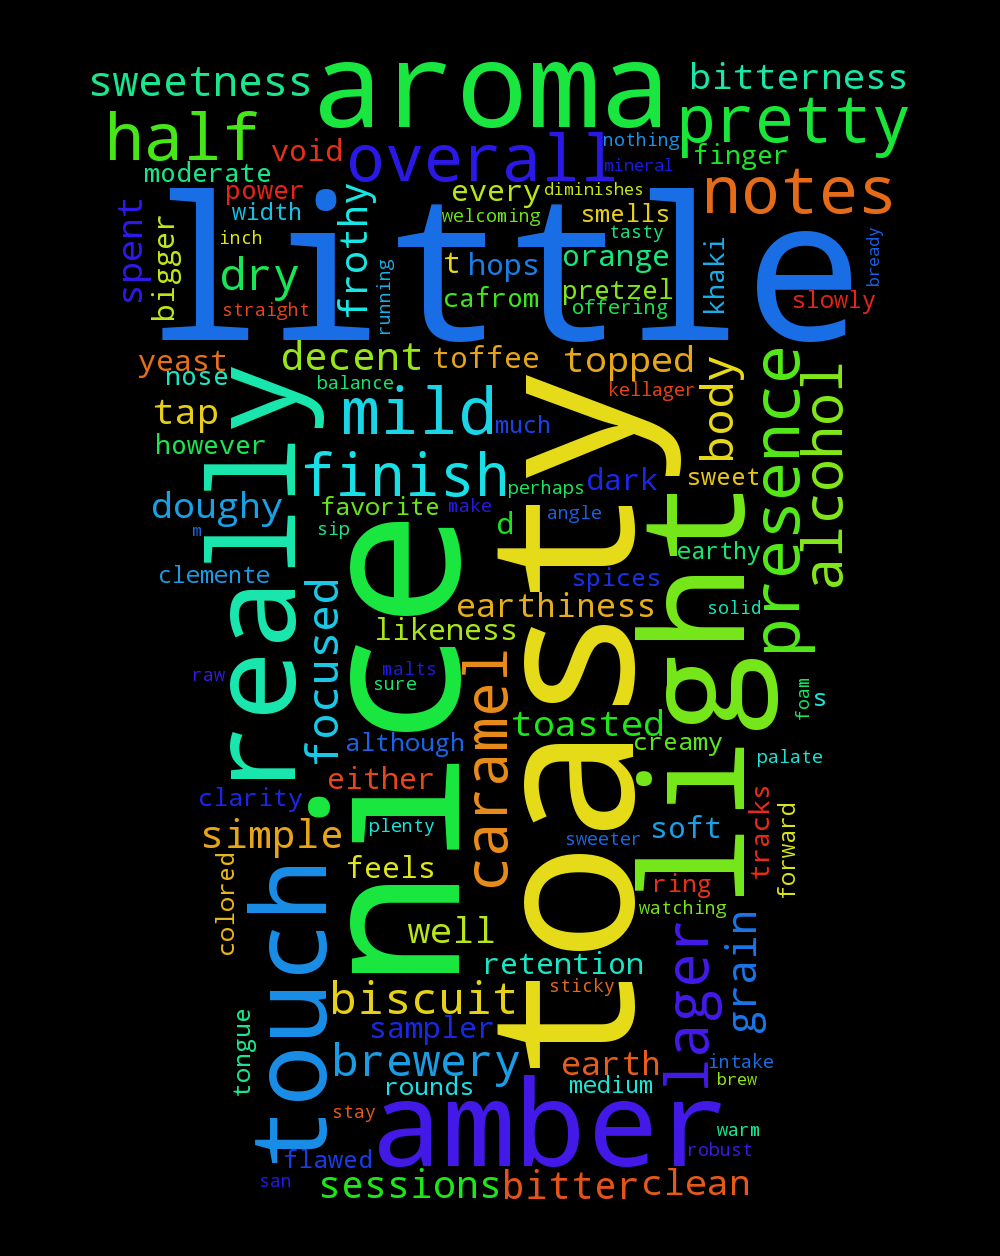 aroma
sweetness
bitterness
pretty
half
overall
nothing
void
finger
mineral
moderate
notes
power
every
diminishes
little
frothy
spent
width
welcoming
smells
bigger
inch
tasty
bready
dry
t
hops
orange
khaki
running
cafrom
pretzel
straight
offering
slowly
yeast
decent
toffee
topped
presence
nose
really
balance
kellager
body
alcohol
tap
mild
much
toasty
however
finish
dark
sweet
perhaps
doughy
favorite
make
d
angle
light
m
sip
nice
earthy
clemente
spices
focused
earthiness
solid
likeness
raw
malts
sure
caramel
foam
s
toasted
although
creamy
palate
either
clarity
tracks
simple
plenty
sweeter
soft
forward
colored
touch
feels
ring
watching
well
lager
grain
retention
biscuit
sticky
tongue
sampler
brewery
earth
intake
rounds
medium
brew
amber
stay
warm
flawed
robust
san
sessions
bitter
clean